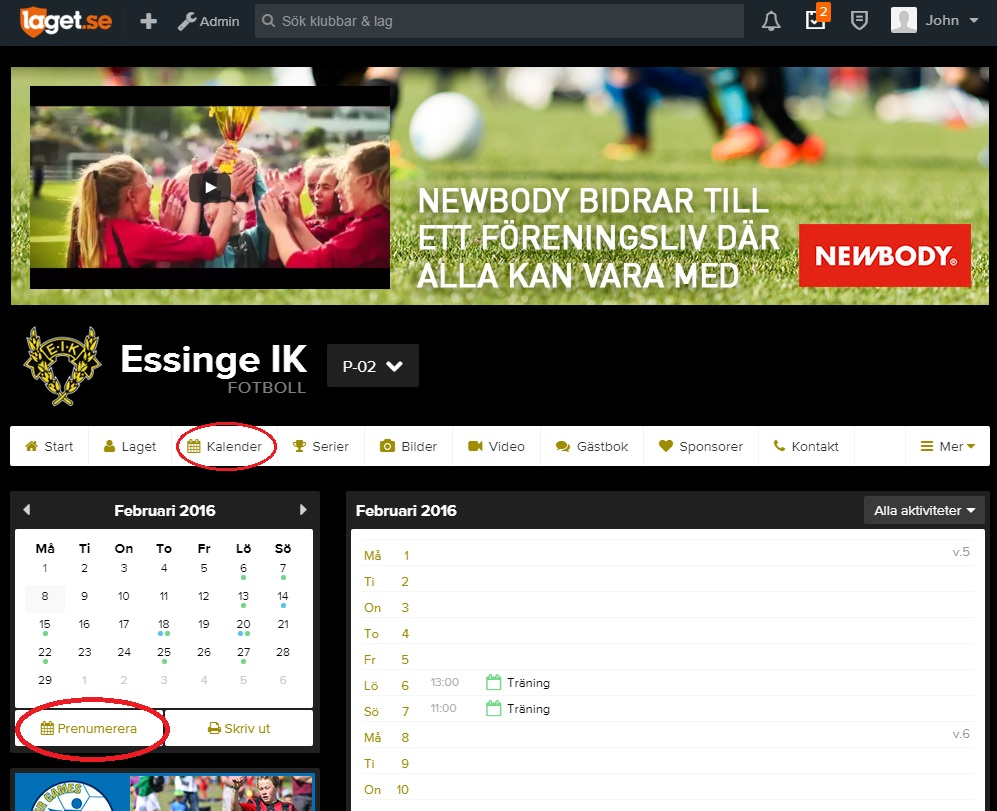 laget.se Admin Sök klubbar & lag 2 John
NEWBODY BIDRAR TILL
ETT FÖRENINGSLIV DÄR
ALLA KAN VARA MED
NEWBODY®
E.I.K
Essinge IK
FOTBOLL
P-02
Start Laget Kalender Serier Bilder Video Gästbok Sponsorer Kontakt Mer
Februari 2016
Må Ti On To Fr Lö Sö
1 2 3 4 5 6 7
8 9 10 11 12 13 14
15 16 17 18 19 20 21
22 23 24 25 26 27 28
29 1 2 3 4 5 6
Prenumerera Skriv ut
Februari 2016 Alla aktiviteter
Må 1 v.5
Ti 2
On 3
To 4
Fr 5
Lö 6 13:00 Träning
Sö 7 11:00 Träning
Må 8 v.6
Ti 9
On 10
GAMES